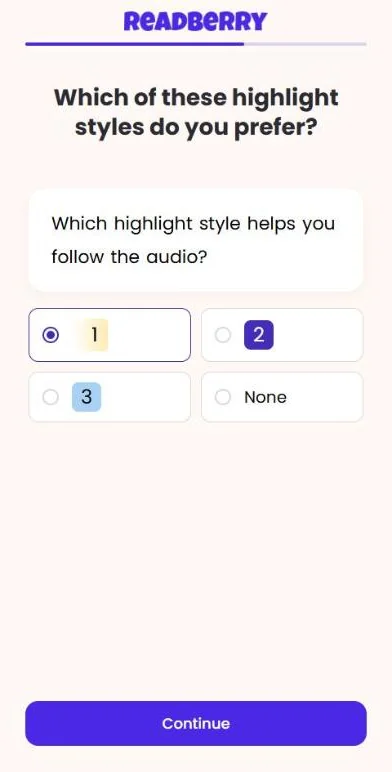 ReadBerry
Which of these highlight
styles do you prefer?
Which highlight style helps you
follow the audio?
1
2
3
None
Continue